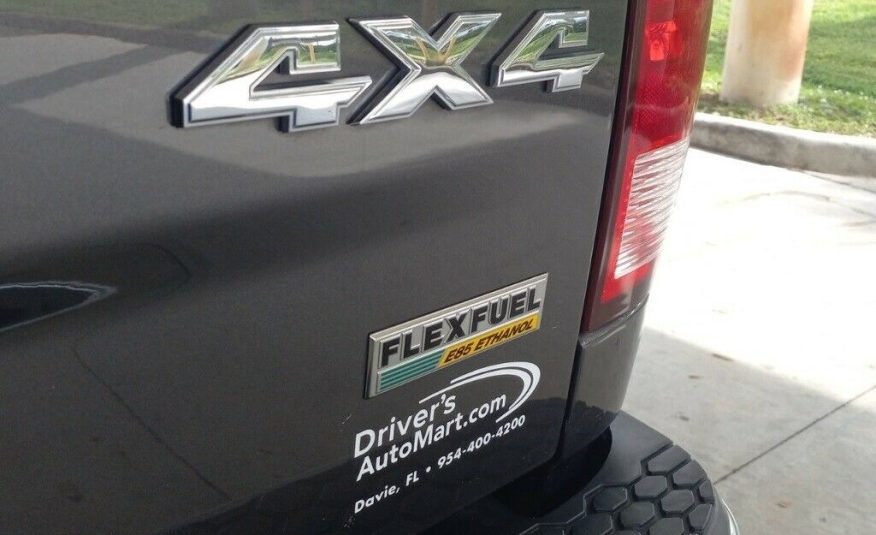 4X4
FLEXFUEL
E85 ETHANOL
Driver's
AutoMart.com
Davie, FL • 954-400-4200